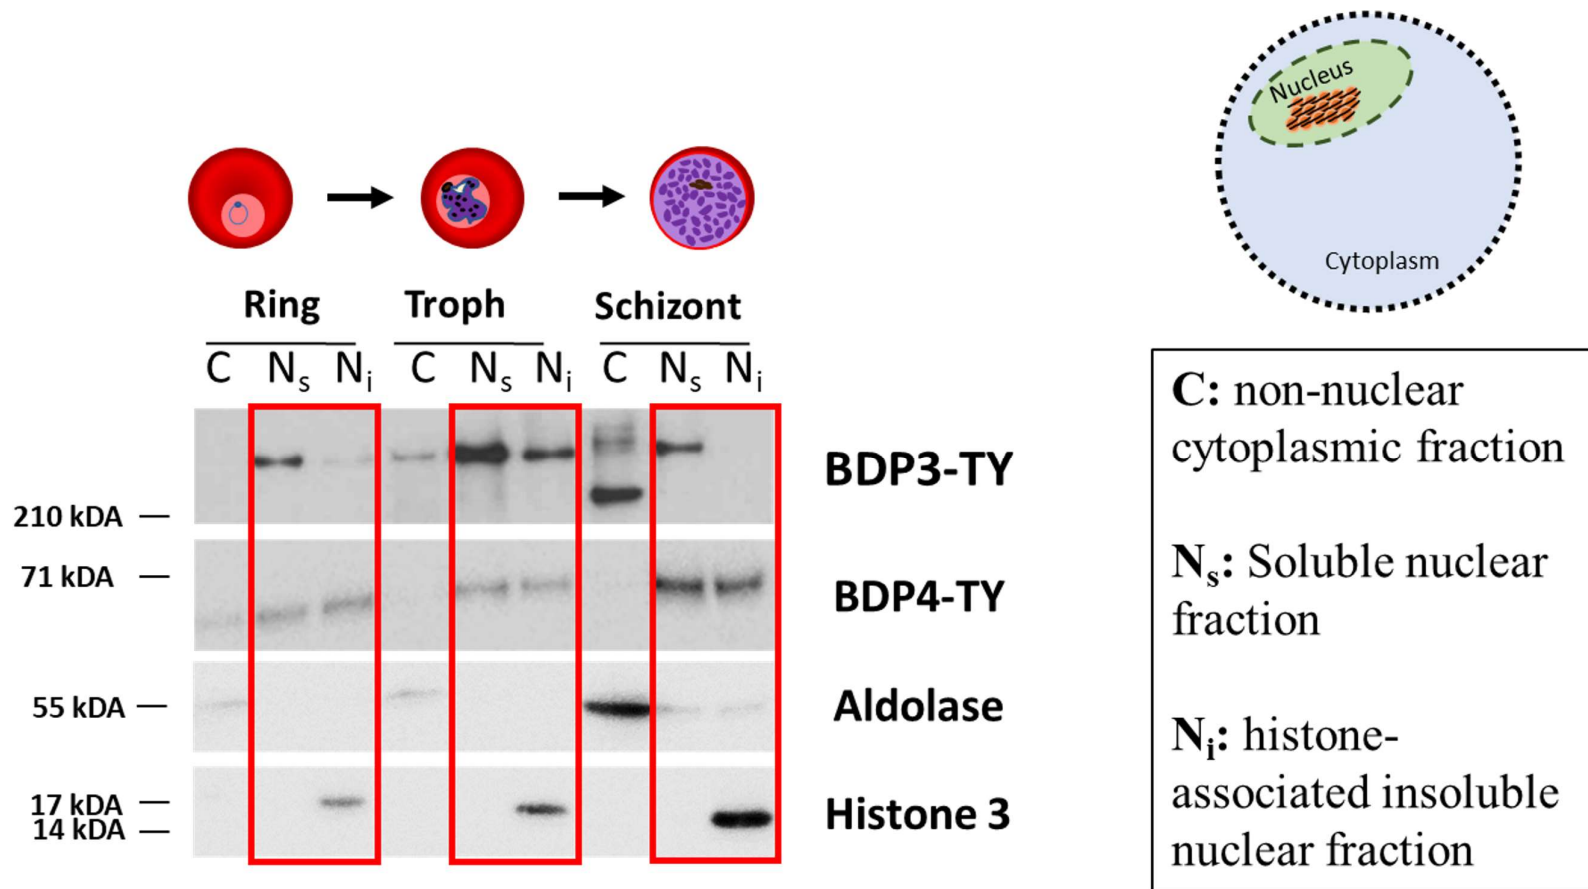 Nucleus
Cytoplasm
Ring Troph Schizont
C Ns Ni C Ns Ni C Ns Ni
BDP3-TY
210 kDA
71 kDA
BDP4-TY
55 kDA
Aldolase
17 kDA
14 kDA
Histone 3
C: non-nuclear
cytoplasmic fraction
Ns: Soluble nuclear
fraction
Ni: histone-
associated insoluble
nuclear fraction